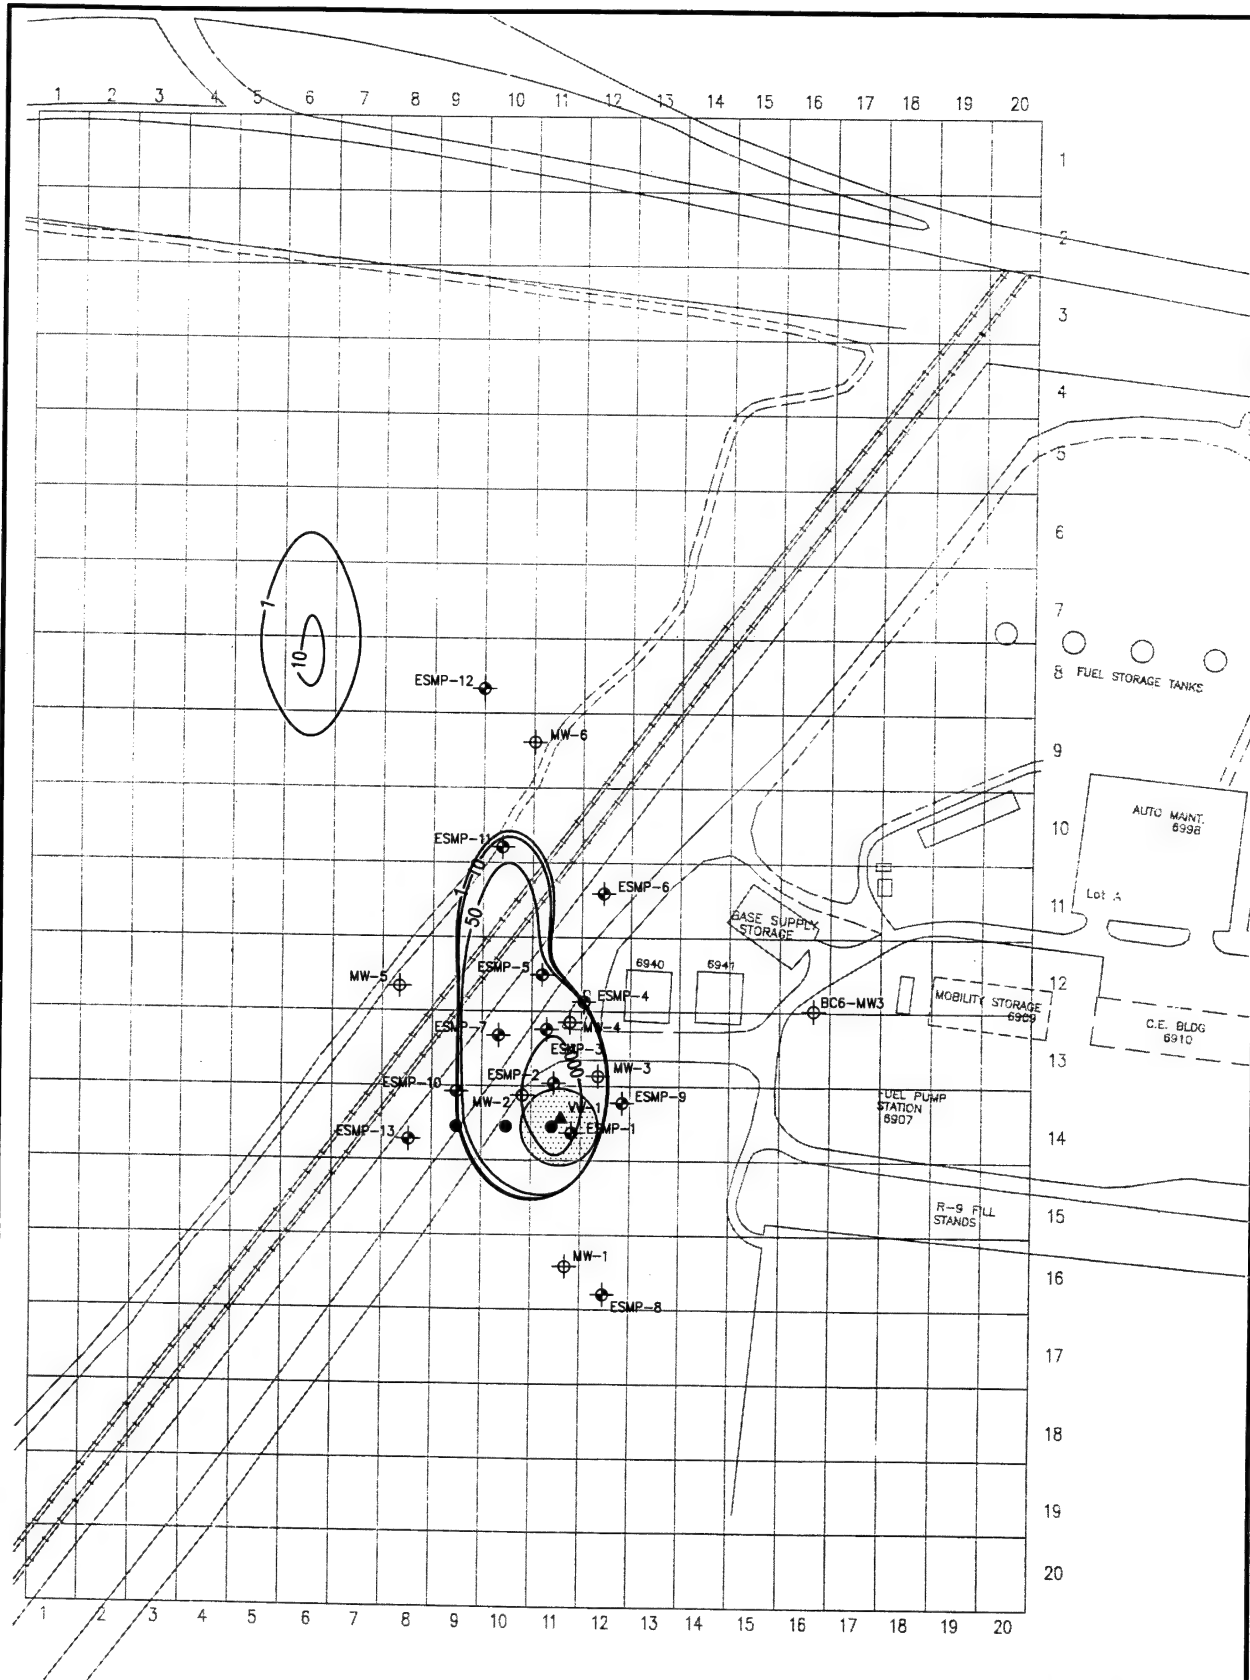 1 2 3 4 5 6 7 8 9 10 11 12 13 14 15 16 17 18 19 20
1
2
3
4
5
6
7
1
10
8
FUEL STORAGE TANKS
ESMP-12
MW-6
9
AUTO MAINT.
6998
10
ESMP-11
1
10
ESMP-6
Lot A
11
50
BASE SUPPLY
STORAGE
6940
6941
12
MW-5
ESMP-5
ESMP-4
BC6-MW3
MOBILITY STORAGE
6909
C.E. BLDG
6910
ESMP-7
MW-4
ESMP-3
13
ESMP-10
ESMP-2
MW-3
MW-2
VW-1
ESMP-9
FUEL PUMP
STATION
6907
ESMP-13
ESMP-1
14
R-9 FILL
STANDS
15
MW-1
16
ESMP-8
17
18
19
20
1 2 3 4 5 6 7 8 9 10 11 12 13 14 15 16 17 18 19 20